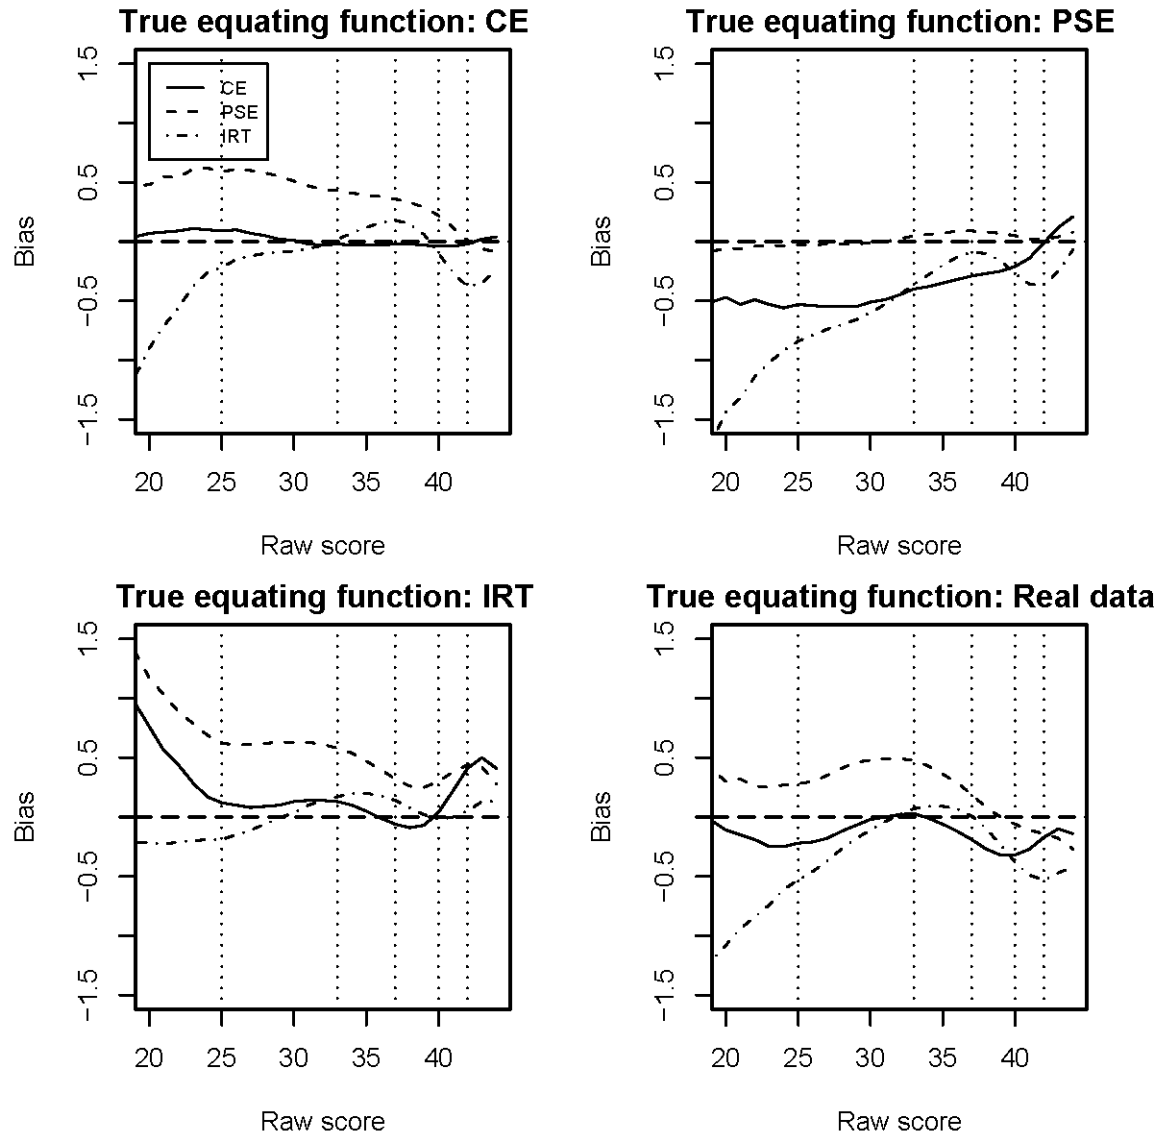 True equating function: CE
1.5
0.5
−0.5
−1.5
Bias
CE
PSE
IRT
20 25 30 35 40
Raw score
True equating function: PSE
1.5
0.5
−0.5
−1.5
Bias
20 25 30 35 40
Raw score
True equating function: IRT
1.5
0.5
−0.5
−1.5
Bias
20 25 30 35 40
Raw score
True equating function: Real data
1.5
0.5
−0.5
−1.5
Bias
20 25 30 35 40
Raw score